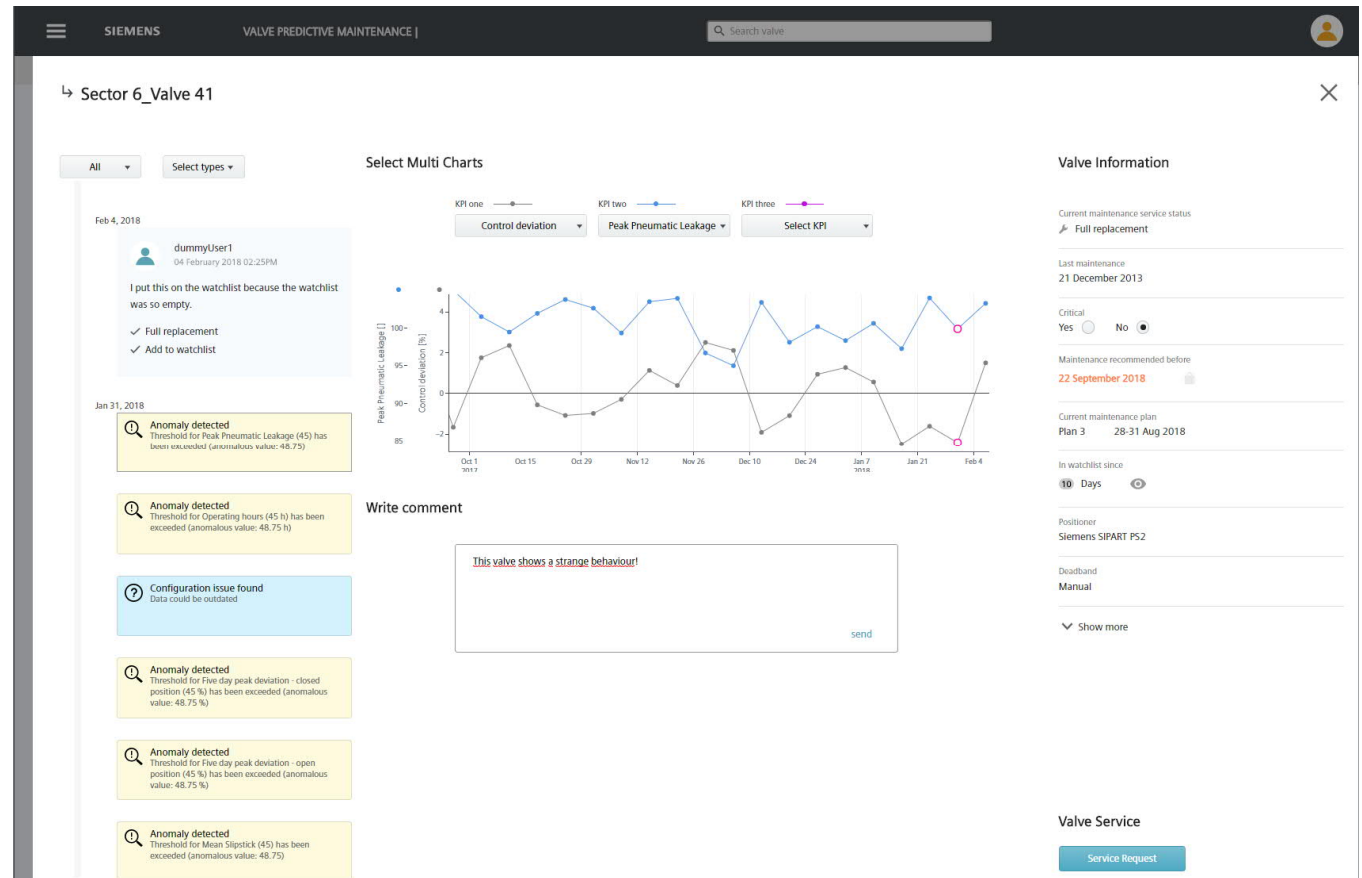 SIEMENS
VALVE PREDICTIVE MAINTENANCE |
Search valve
Sector 6_Valve 41
All
Select types
Feb 4, 2018
dummyUser1
04 February 2018 02:25PM
I put this on the watchlist because the watchlist
was so empty.
Full replacement
Add to watchlist
Jan 31, 2018
Anomaly detected
Threshold for Peak Pneumatic Leakage (45) has
been exceeded (anomalous value: 48.75)
Anomaly detected
Threshold for Operating hours (45 h) has been
exceeded (anomalous value: 48.75 h)
Configuration issue found
Data could be outdated
Anomaly detected
Threshold for Five day peak deviation - closed
position (45 %) has been exceeded (anomalous
value: 48.75 %)
Anomaly detected
Threshold for Five day peak deviation - open
position (45 %) has been exceeded (anomalous
value: 48.75 %)
Anomaly detected
Threshold for Mean Slipstick (45) has been
exceeded (anomalous value: 48.75)
Select Multi Charts
KPI one
KPI two
KPI three
Control deviation
Peak Pneumatic Leakage
Select KPI
Peak Pneumatic Leakage []
100-
95-
90-
85
Control deviation [%]
4-
2-
0-
-2-
Oct 1
2017
Oct 15
Oct 29
Nov 12
Nov 26
Dec 10
Dec 24
Jan 7
2018
Jan 21
Feb 4
Write comment
This valve shows a strange behaviour!
send
Valve Information
Current maintenance service status
Full replacement
Last maintenance
21 December 2013
Critical
Yes No
Maintenance recommended before
22 September 2018
Current maintenance plan
Plan 3 28-31 Aug 2018
In watchlist since
10 Days
Positioner
Siemens SIPART PS2
Deadband
Manual
Show more
Valve Service
Service Request